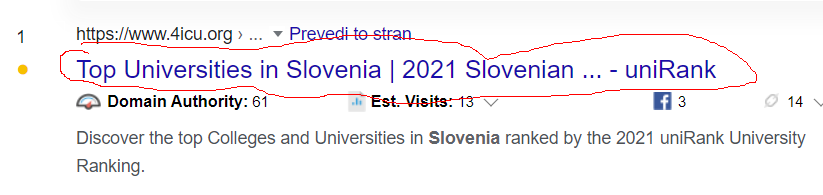 1 https://www.4icu.org › ... Prevedi to stran
Top Universities in Slovenia | 2021 Slovenian ... - uniRank
Domain Authority: 61 Est. Visits: 13 3 14
Discover the top Colleges and Universities in Slovenia ranked by the 2021 uniRank University
Ranking.